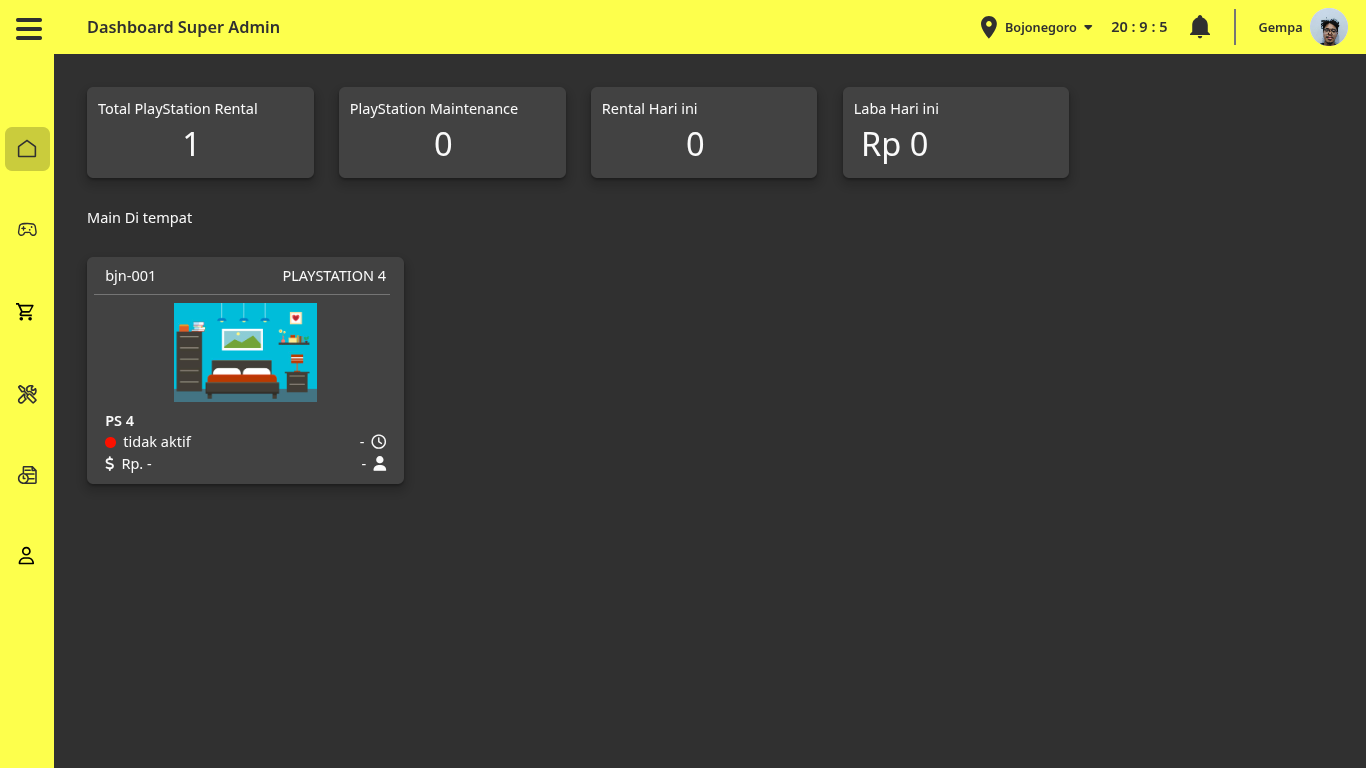 Dashboard Super Admin
Bojonegoro
20 : 9 : 5
Gempa
Total PlayStation Rental
1
PlayStation Maintenance
0
Rental Hari ini
0
Laba Hari ini
Rp 0
Main Di tempat
bjn-001
PLAYSTATION 4
PS 4
tidak aktif
-
$ Rp. -
-